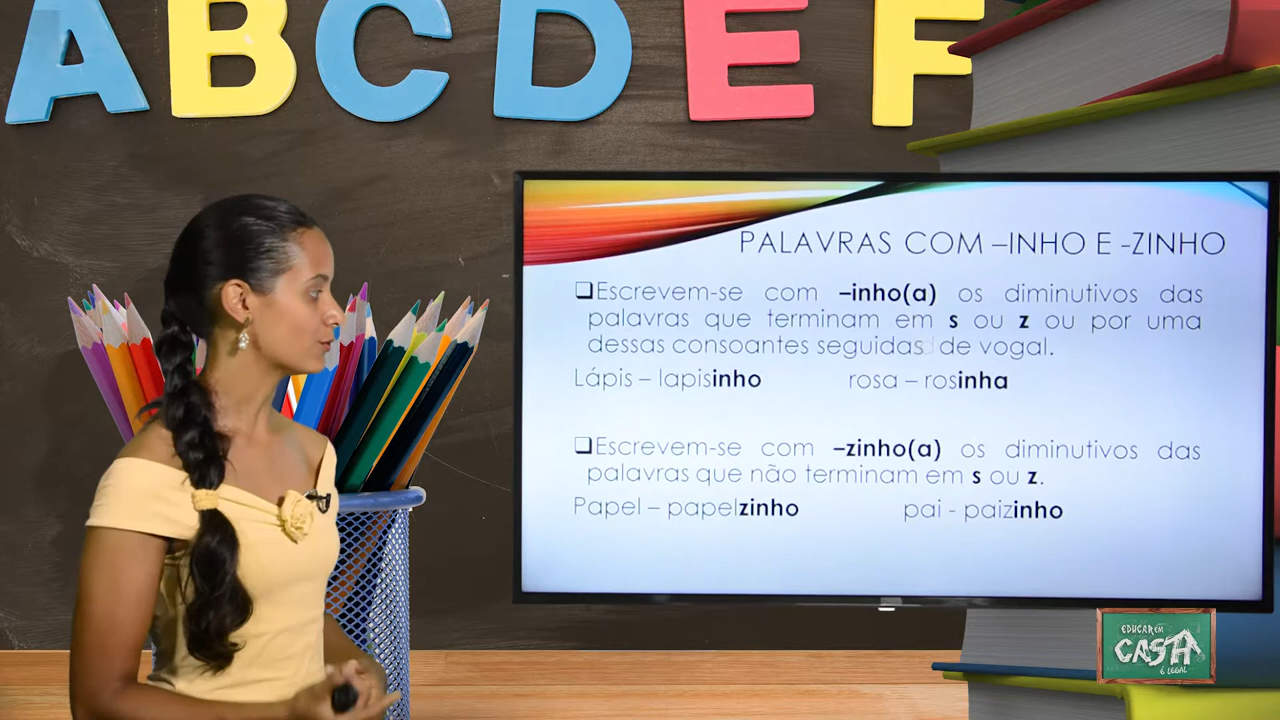 A B C D E F
PALAVRAS COM –INHO E -ZINHO
❑Escrevem-se com –inho(a) os diminutivos das
palavras que terminam em s ou z ou por uma
dessas consoantes seguidas de vogal.
Lápis – lapisinho rosa – rosinha
❑Escrevem-se com –zinho(a) os diminutivos das
palavras que não terminam em s ou z.
Papel – papelzinho pai - paizinho
EDUCAR EM
CASA
É LEGAL